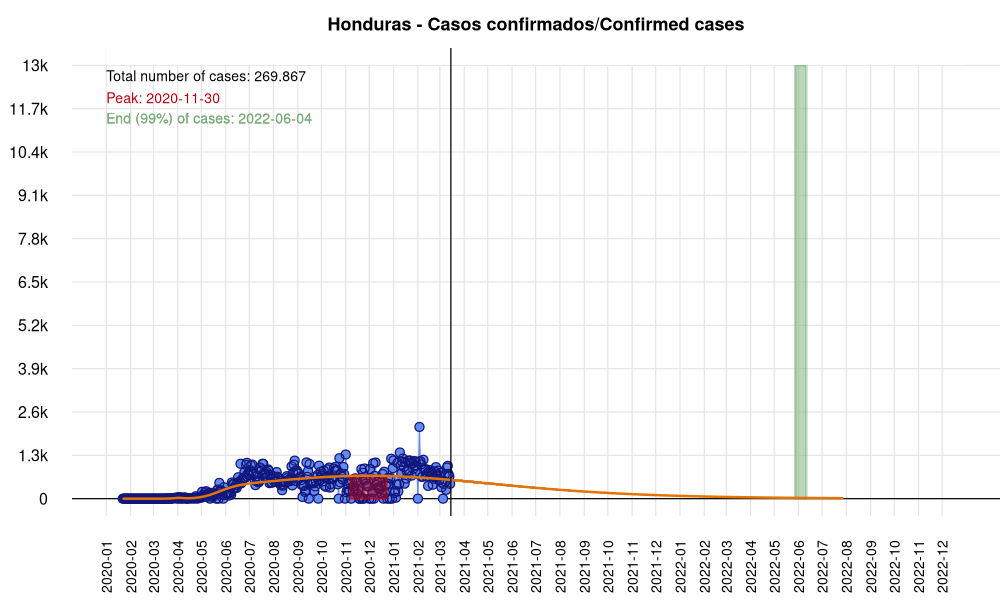 Honduras - Casos confirmados/Confirmed cases
13k
Total number of cases: 269.867
Peak: 2020-11-30
11.7k
End (99%) of cases: 2022-06-04
10.4k
9.1k
7.8k
6.5k
5.2k
3.9k
2.6k
1.3k
0
2020-01
2020-02
2020-03
2020-04
2020-05
2020-06
2020-07
2020-08
2020-09
2020-10
2020-11
2020-12
2021-01
2021-02
2021-03
2021-04
2021-05
2021-06
2021-07
2021-08
2021-09
2021-10
2021-11
2021-12
2022-01
2022-02
2022-03
2022-04
2022-05
2022-06
2022-07
2022-08
2022-09
2022-10
2022-11
2022-12